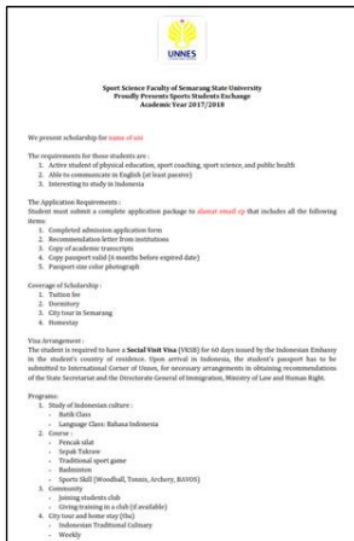 UNNES
Sport Science Faculty of Semarang State University
Proudly Presents Sports Students Exchange
Academic Year 2017/2018
We present scholarship for name of uni
The requirements for those students are :
1. Active student of physical education, sport coaching, sport science, and public health
2. Able to communicate in English (at least passive)
3. Interesting to study in Indonesia
The Application Requirements :
Student must submit a complete application package to alamat email cp that includes all the following
items:
1. Completed admission application form
2. Recommendation letter from institutions
3. Copy of academic transcripts
4. Copy passport valid (6 months before expired date)
5. Passport size color photograph
Coverage of Scholarship :
1. Tuition fee
2. Dormitory
3. City tour in Semarang
4. Homestay
Visa Arrangement :
The student is required to have a Social Visit Visa (VKSB) for 60 days issued by the Indonesian Embassy
in the student's country of residence. Upon arrival in Indonesia, the student's passport has to be
submitted to International Corner of Unnes, for necessary arrangements in obtaining recommendations
of the State Secretariat and the Directorate General of Immigration, Ministry of Law and Human Right.
Programs:
1. Study of Indonesian culture :
- Batik Class
- Language Class: Bahasa Indonesia
2. Course :
- Pencak silat
- Sepak Takraw
- Traditional sport game
- Badminton
- Sports Skill (Woodball, Tennis, Archery, BAVOS)
3. Community
- Joining students club
- Giving training in a club (if available)
4. City tour and home stay (tba)
- Indonesian Traditional Culinary
- Weekly